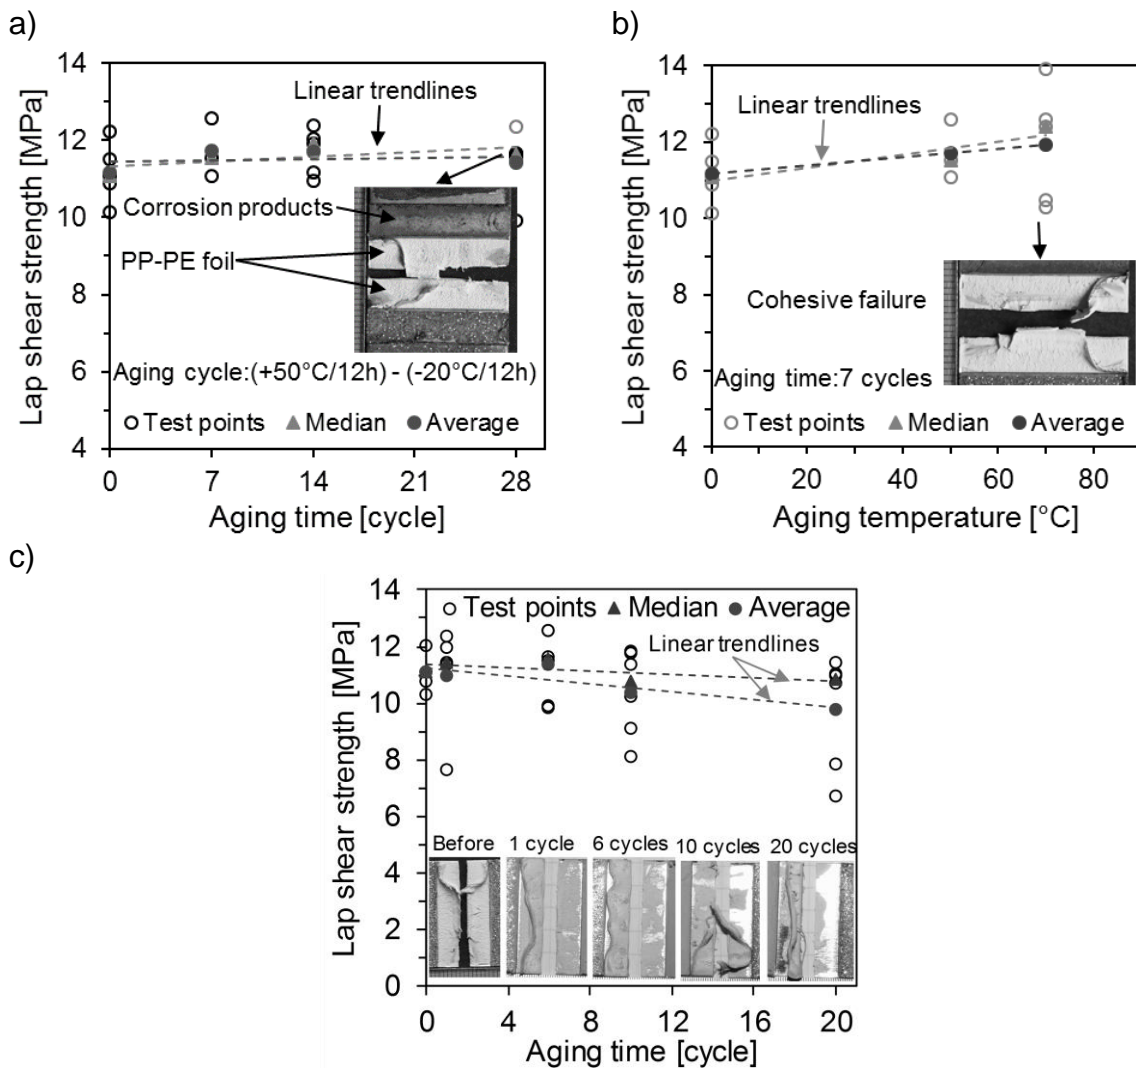 a)
Lap shear strength [MPa]
14
12
10
8
6
4
Linear trendlines
Corrosion products
PP-PE foil
Aging cycle:(+50°C/12h) - (-20°C/12h)
Test points Median Average
0 7 14 21 28
Aging time [cycle]
b)
Lap shear strength [MPa]
14
12
10
8
6
4
Linear trendlines
Cohesive failure
Aging time:7 cycles
Test points Median Average
0 20 40 60 80
Aging temperature [°C]
c)
Lap shear strength [MPa]
14
12
10
8
6
4
2
0
Test points Median Average
Linear trendlines
Before 1 cycle 6 cycles 10 cycles 20 cycles
0 4 8 12 16 20
Aging time [cycle]